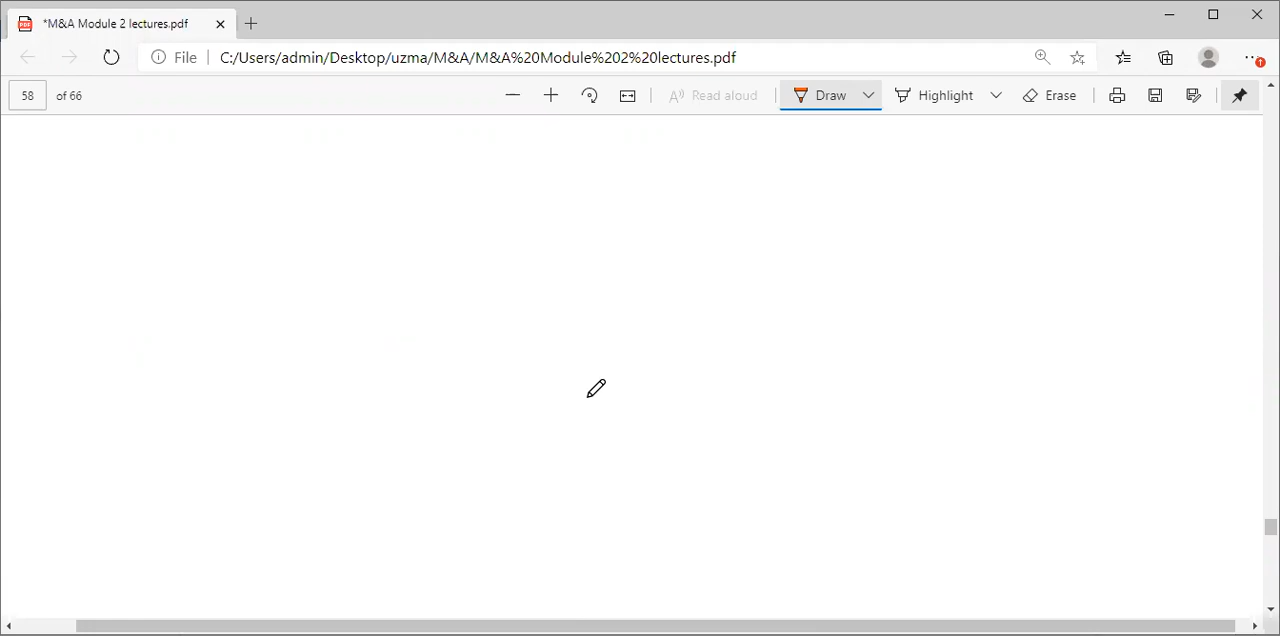 *M&A Module 2 lectures.pdf
File | C:/Users/admin/Desktop/uzma/M&A/M&A%20Module%202%20lectures.pdf
58 of 66 Read aloud Draw Highlight Erase